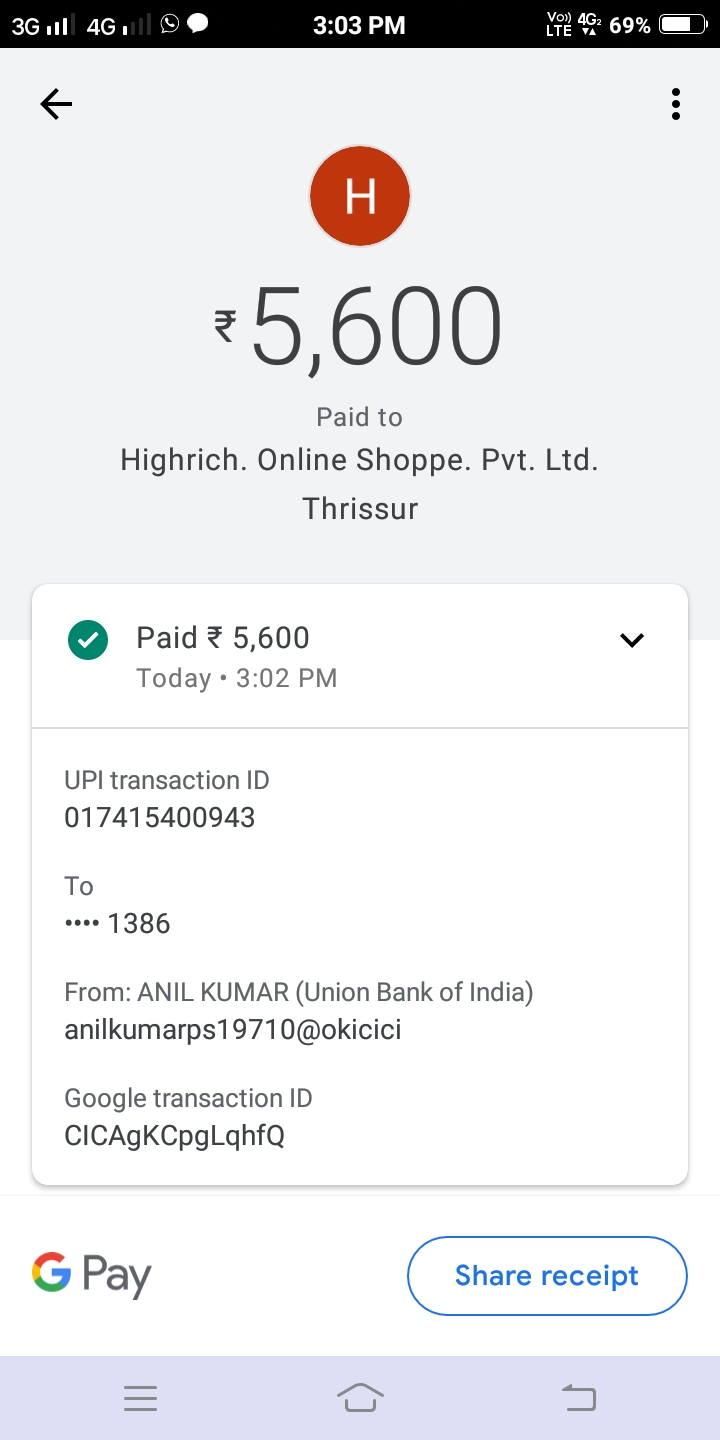 3G 4G 3:03 PM Vo)) LTE 4G2 69%
H
₹5,600
Paid to
Highrich. Online Shoppe. Pvt. Ltd.
Thrissur
Paid ₹ 5,600
Today • 3:02 PM
UPI transaction ID
017415400943
To
•••• 1386
From: ANIL KUMAR (Union Bank of India)
anilkumarps19710@okicici
Google transaction ID
CICAgKCpgLqhfQ
G Pay
Share receipt